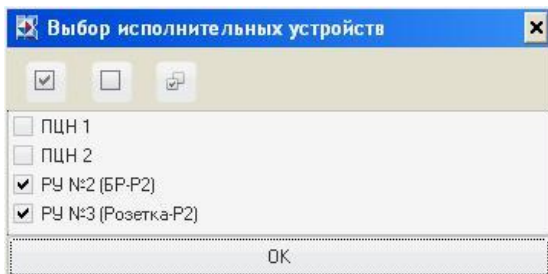 Выбор исполнительных устройств
ПЦН 1
ПЦН 2
РУ №2 (БР-Р2)
РУ №3 (Розетка-Р2)
OK